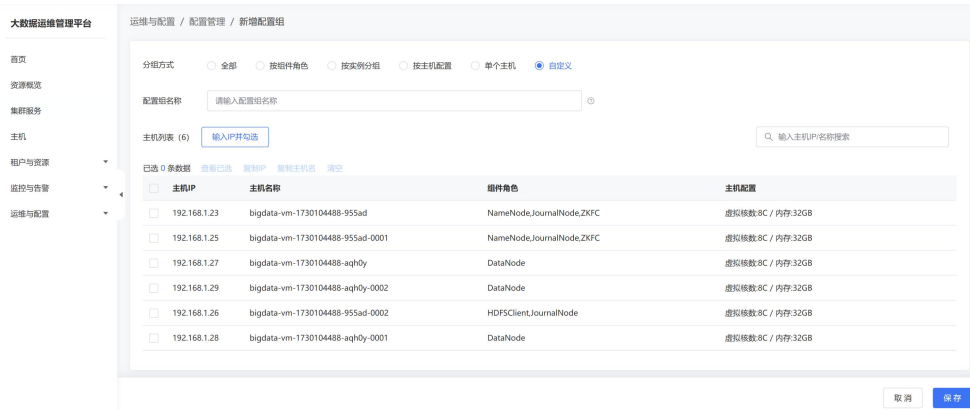 大数据运维管理平台
运维与配置 / 配置管理 / 新增配置组
首页
资源概览
集群服务
主机
租户与资源
监控与告警
运维与配置
分组方式 全部 按组件角色 按实例分组 按主机配置 单个主机 自定义
配置组名称 请输入配置组名称
主机列表（6） 输入IP并勾选 输入主机IP/名称搜索
已选 0 条数据 查看已选 复制IP 复制主机名 清空
主机IP 主机名称 组件角色 主机配置
192.168.1.23 bigdata-vm-1730104488-955ad NameNode,JournalNode,ZKFC 虚拟核数:8C / 内存:32GB
192.168.1.25 bigdata-vm-1730104488-955ad-0001 NameNode,JournalNode,ZKFC 虚拟核数:8C / 内存:32GB
192.168.1.27 bigdata-vm-1730104488-aqh0y DataNode 虚拟核数:8C / 内存:32GB
192.168.1.29 bigdata-vm-1730104488-aqh0y-0002 DataNode 虚拟核数:8C / 内存:32GB
192.168.1.26 bigdata-vm-1730104488-955ad-0002 HDFSClient,JournalNode 虚拟核数:8C / 内存:32GB
192.168.1.28 bigdata-vm-1730104488-aqh0y-0001 DataNode 虚拟核数:8C / 内存:32GB
取消 保存